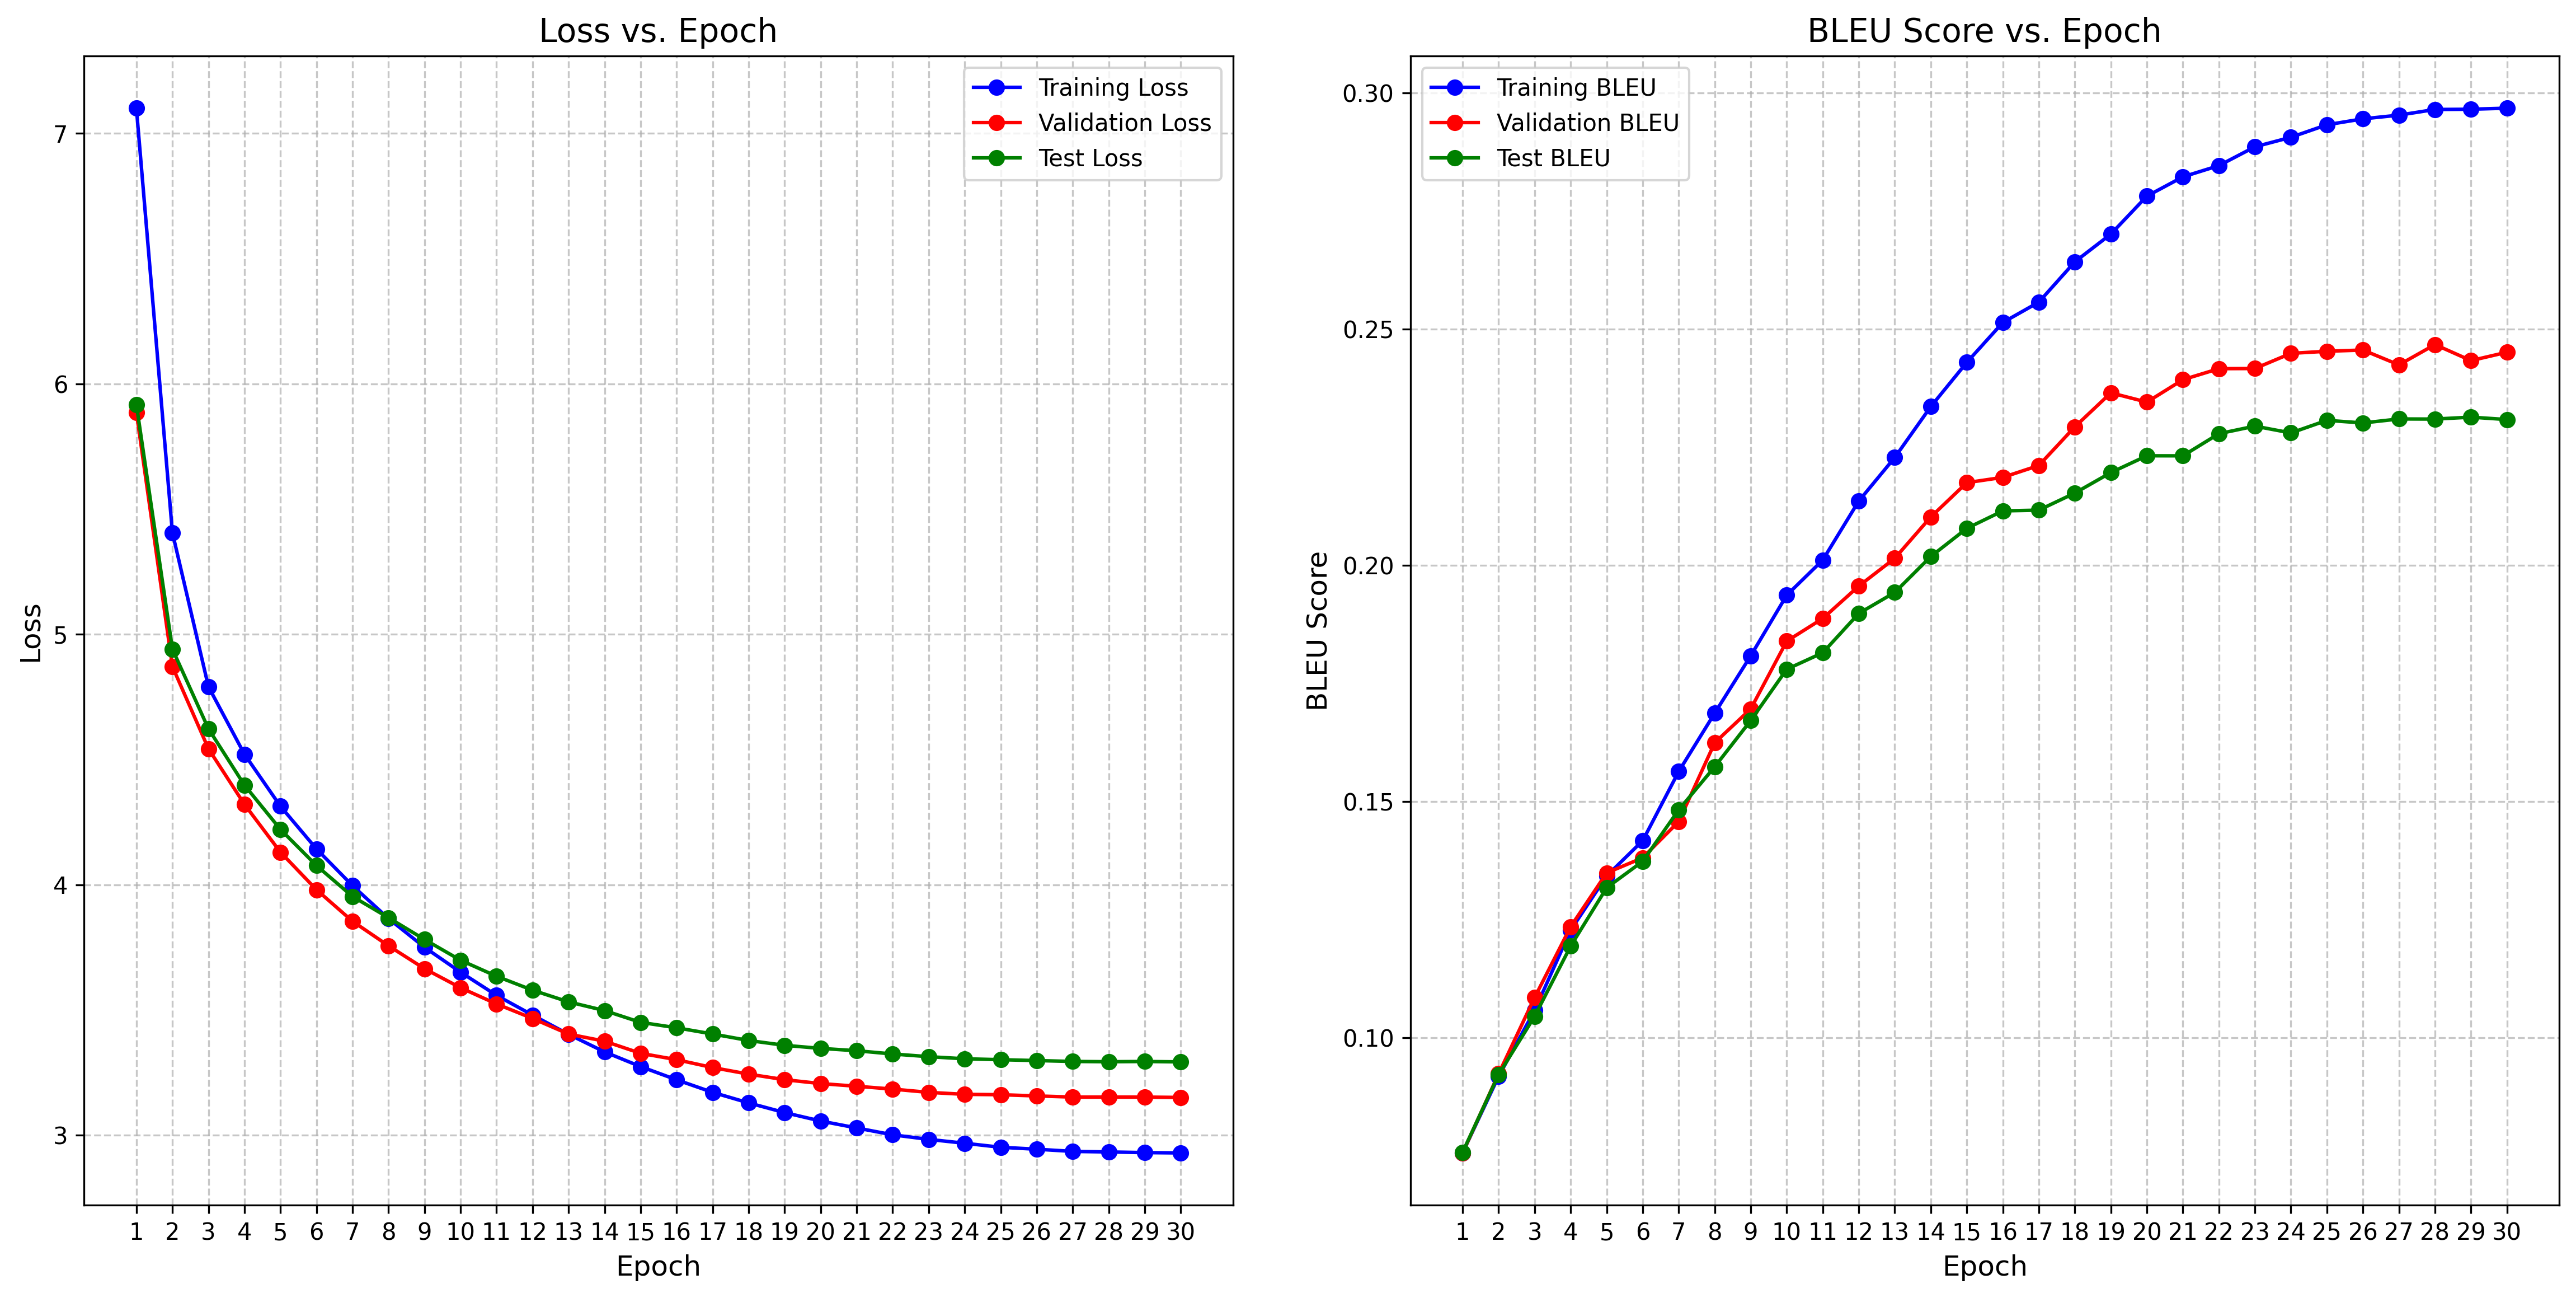 Loss vs. Epoch
Training Loss
Validation Loss
Test Loss
Loss
7
6
5
4
3
1 2 3 4 5 6 7 8 9 10 11 12 13 14 15 16 17 18 19 20 21 22 23 24 25 26 27 28 29 30
Epoch
BLEU Score vs. Epoch
Training BLEU
Validation BLEU
Test BLEU
BLEU Score
0.30
0.25
0.20
0.15
0.10
1 2 3 4 5 6 7 8 9 10 11 12 13 14 15 16 17 18 19 20 21 22 23 24 25 26 27 28 29 30
Epoch